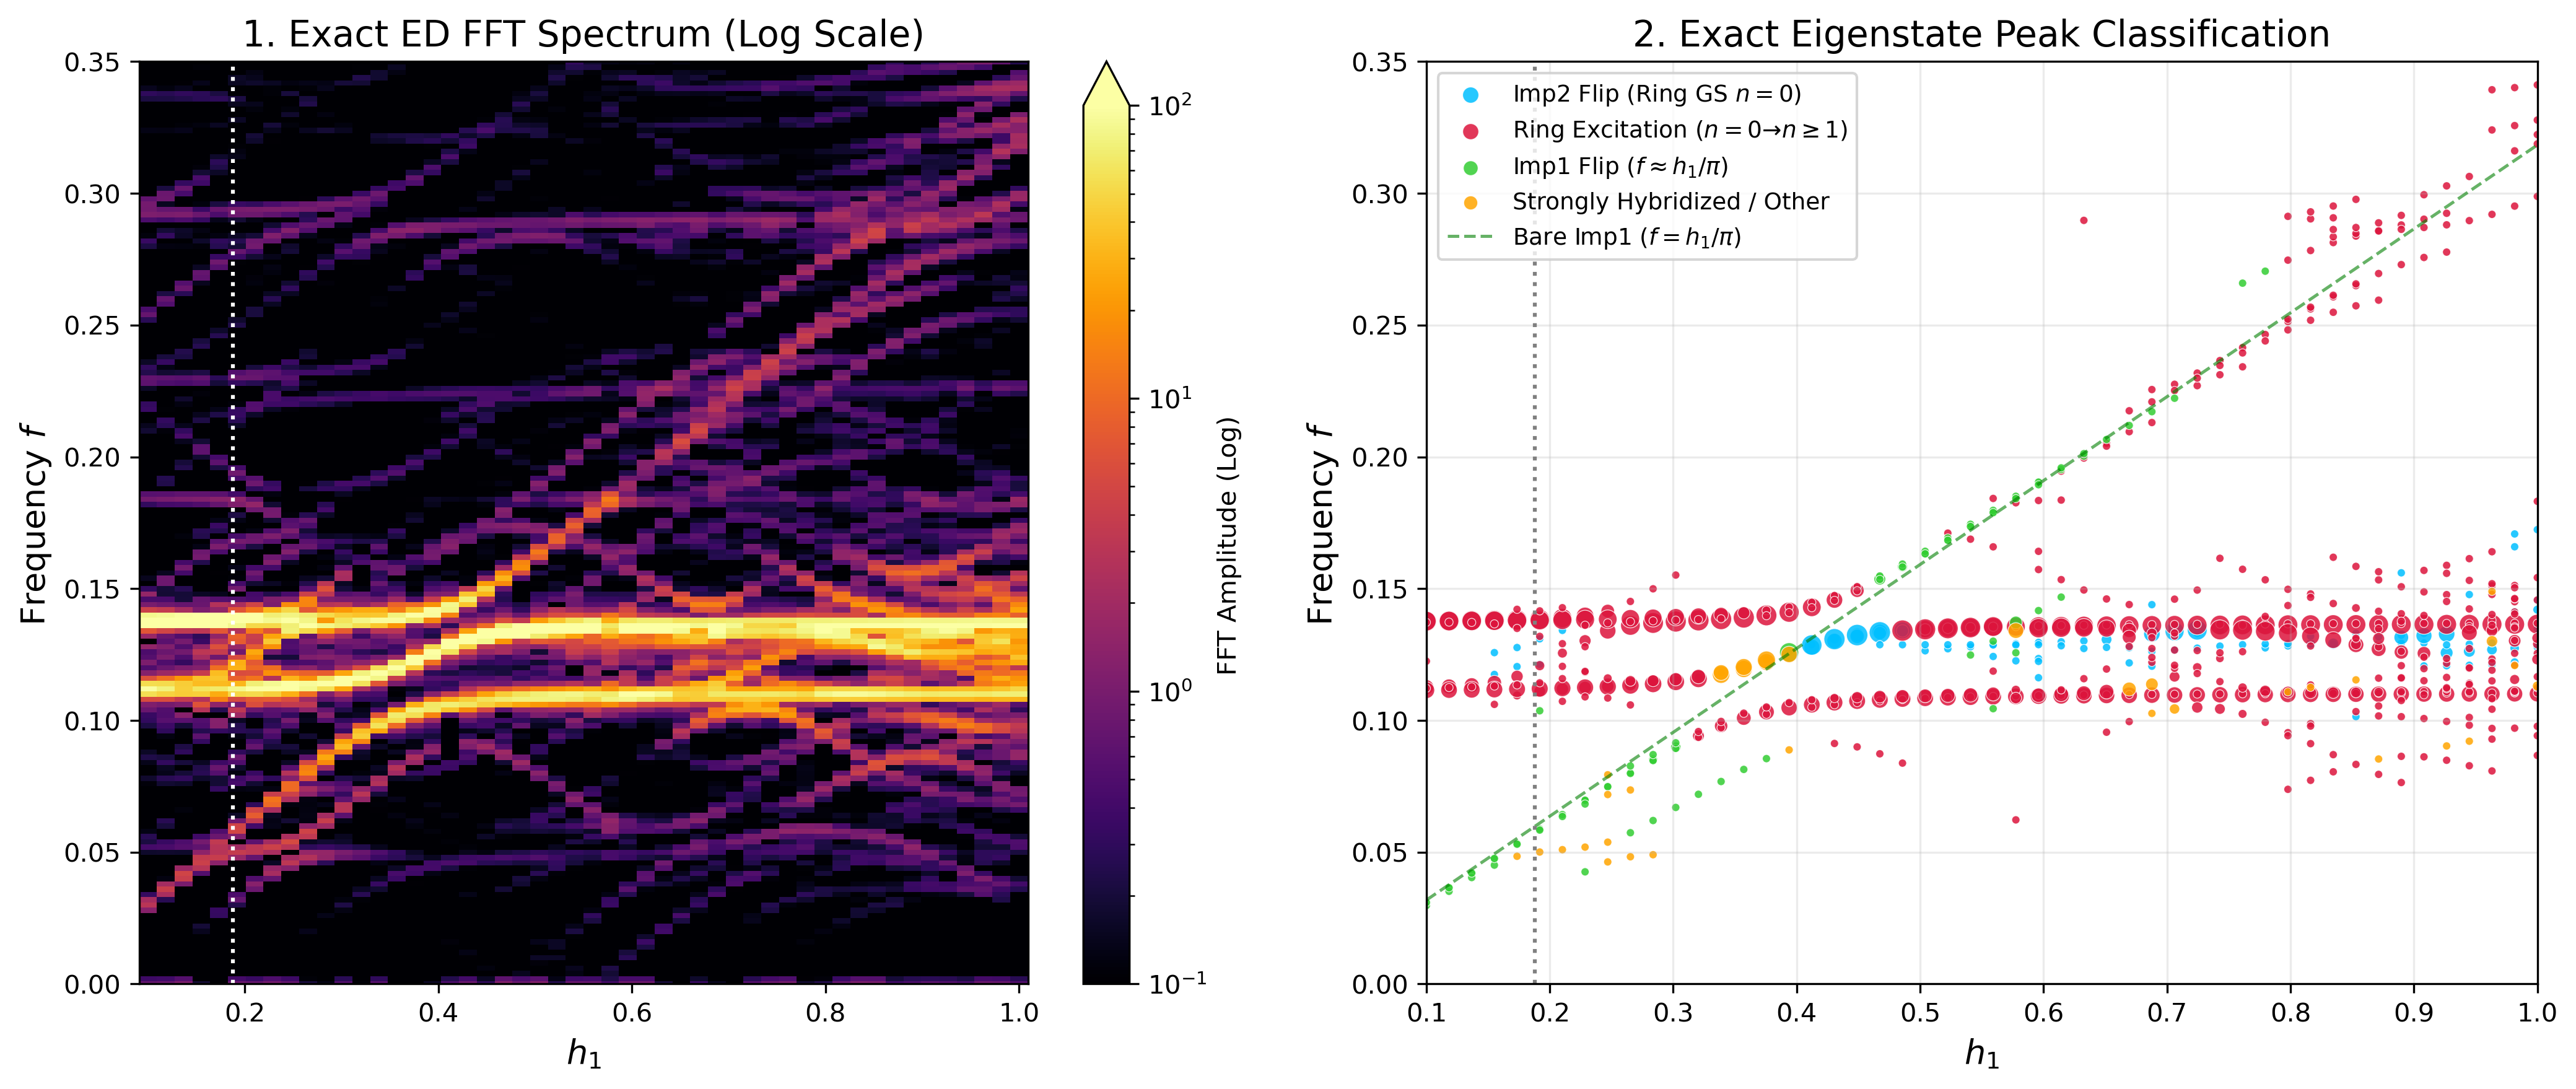 1. Exact ED FFT Spectrum (Log Scale)
Frequency f
0.35
0.30
0.25
0.20
0.15
0.10
0.05
0.00
0.2
0.4
0.6
0.8
1.0
h₁
10²
10¹
10⁰
10⁻¹
FFT Amplitude (Log)
2. Exact Eigenstate Peak Classification
Frequency f
0.35
0.30
0.25
0.20
0.15
0.10
0.05
0.00
Imp2 Flip (Ring GS n = 0)
Ring Excitation (n = 0→n ≥ 1)
Imp1 Flip (f ≈ h₁/π)
Strongly Hybridized / Other
Bare Imp1 (f = h₁/π)
0.1
0.2
0.3
0.4
0.5
0.6
0.7
0.8
0.9
1.0
h₁